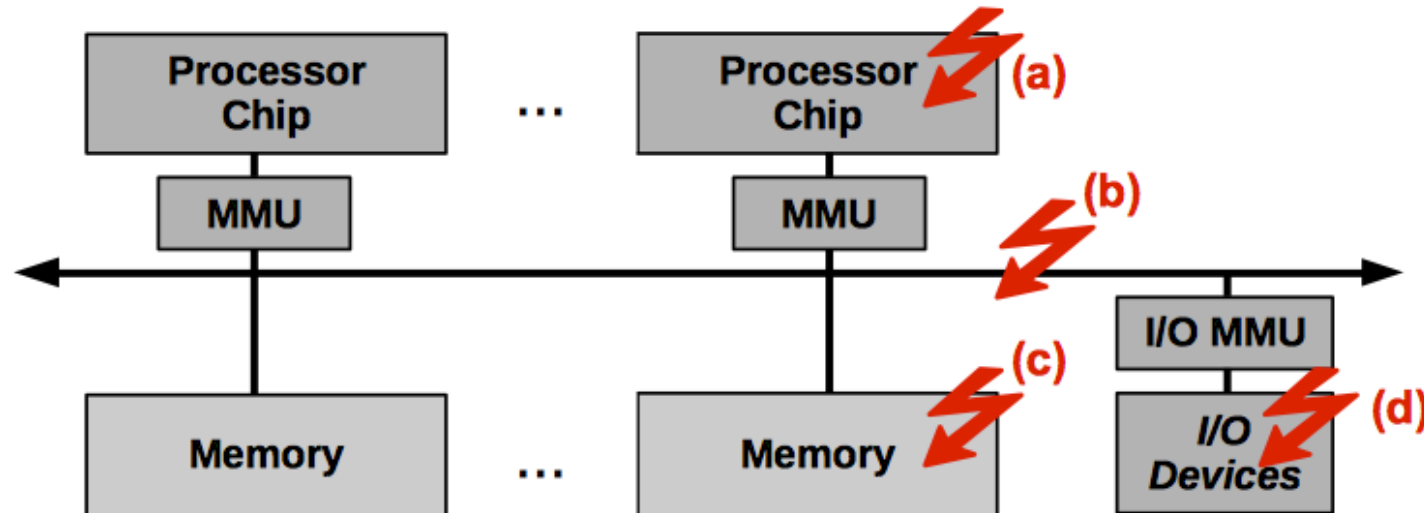 Processor
Chip
...
Processor
Chip
(a)
MMU
MMU
(b)
I/O MMU
(c)
Memory
...
Memory
I/O
Devices
(d)